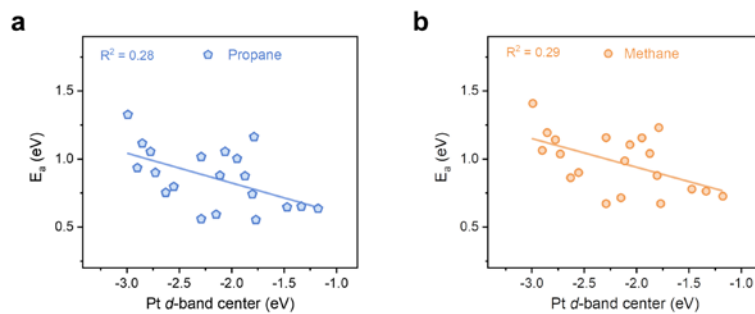 a
R² = 0.28
Propane
1.5
1.0
0.5
Eₐ (eV)
-3.0 -2.5 -2.0 -1.5 -1.0
Pt d-band center (eV)
b
R² = 0.29
Methane
1.5
1.0
0.5
Eₐ (eV)
-3.0 -2.5 -2.0 -1.5 -1.0
Pt d-band center (eV)